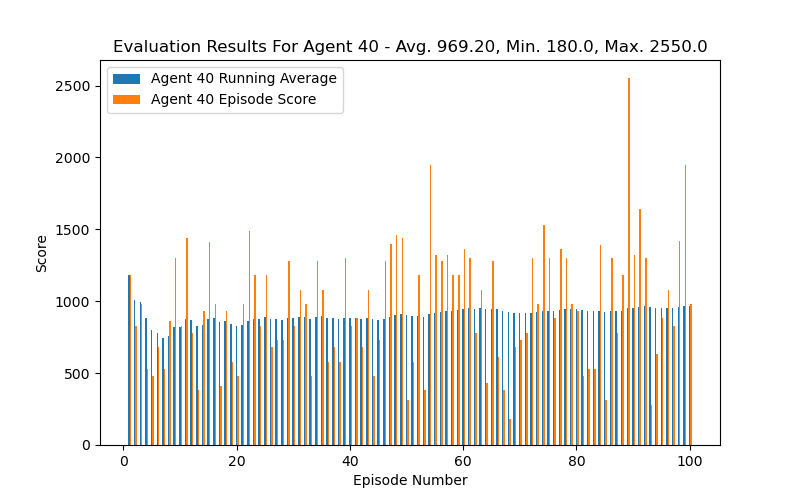 Evaluation Results For Agent 40 - Avg. 969.20, Min. 180.0, Max. 2550.0
Agent 40 Running Average
Agent 40 Episode Score
2500
2000
1500
1000
500
0
Score
0 20 40 60 80 100
Episode Number